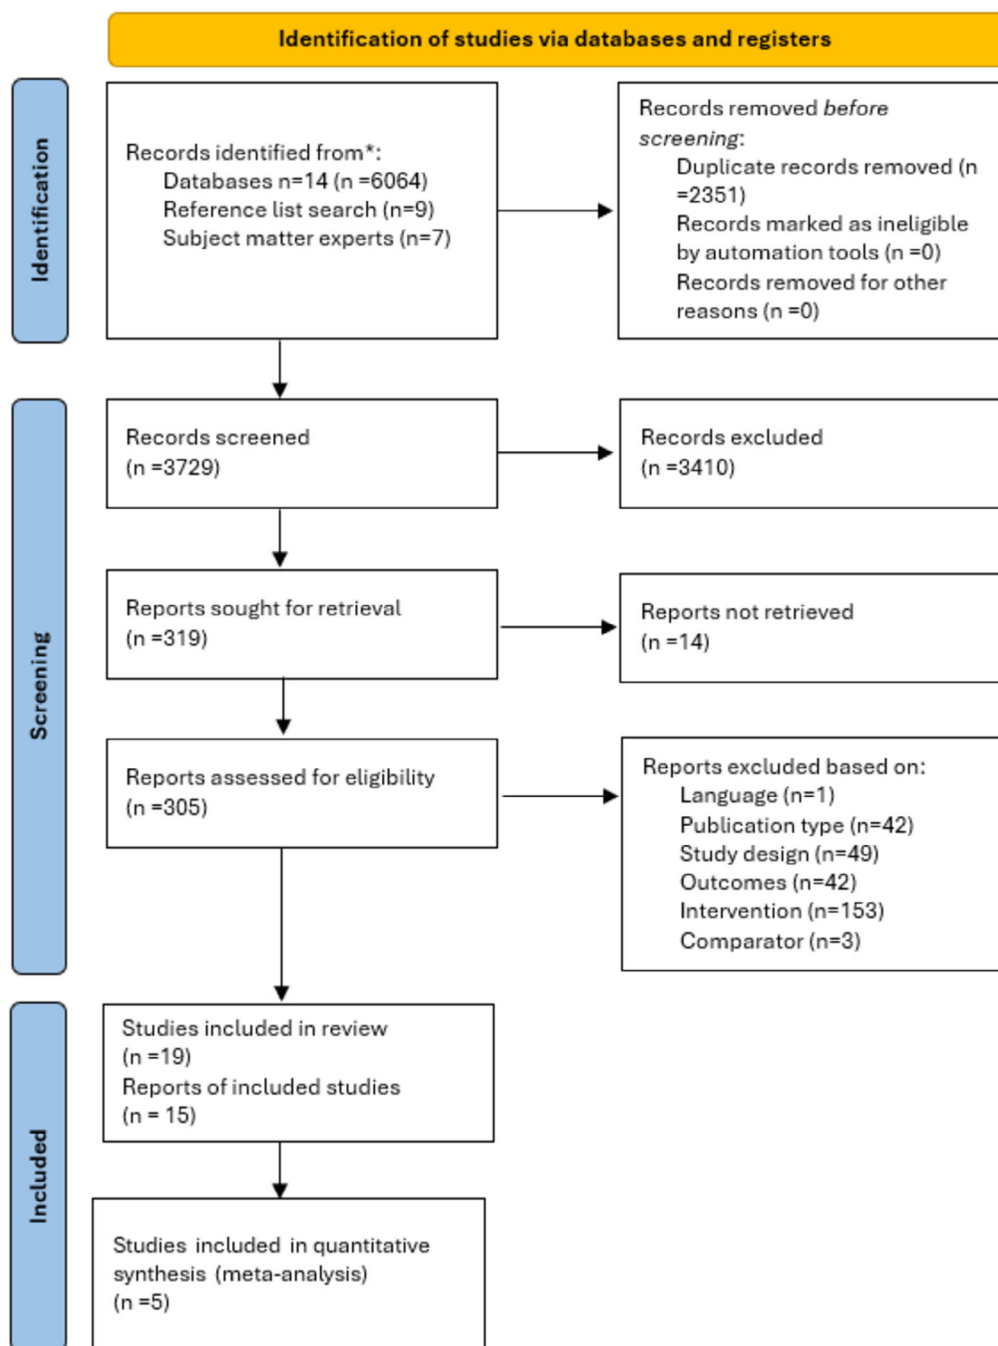 Identification of studies via databases and registers
Identification
Records identified from*:
Databases n=14 (n =6064)
Reference list search (n=9)
Subject matter experts (n=7)
Records removed before
screening:
Duplicate records removed (n
=2351)
Records marked as ineligible
by automation tools (n =0)
Records removed for other
reasons (n =0)
Screening
Records screened
(n =3729)
Records excluded
(n =3410)
Reports sought for retrieval
(n =319)
Reports not retrieved
(n =14)
Reports assessed for eligibility
(n =305)
Reports excluded based on:
Language (n=1)
Publication type (n=42)
Study design (n=49)
Outcomes (n=42)
Intervention (n=153)
Comparator (n=3)
Included
Studies included in review
(n =19)
Reports of included studies
(n = 15)
Studies included in quantitative
synthesis (meta-analysis)
(n =5)